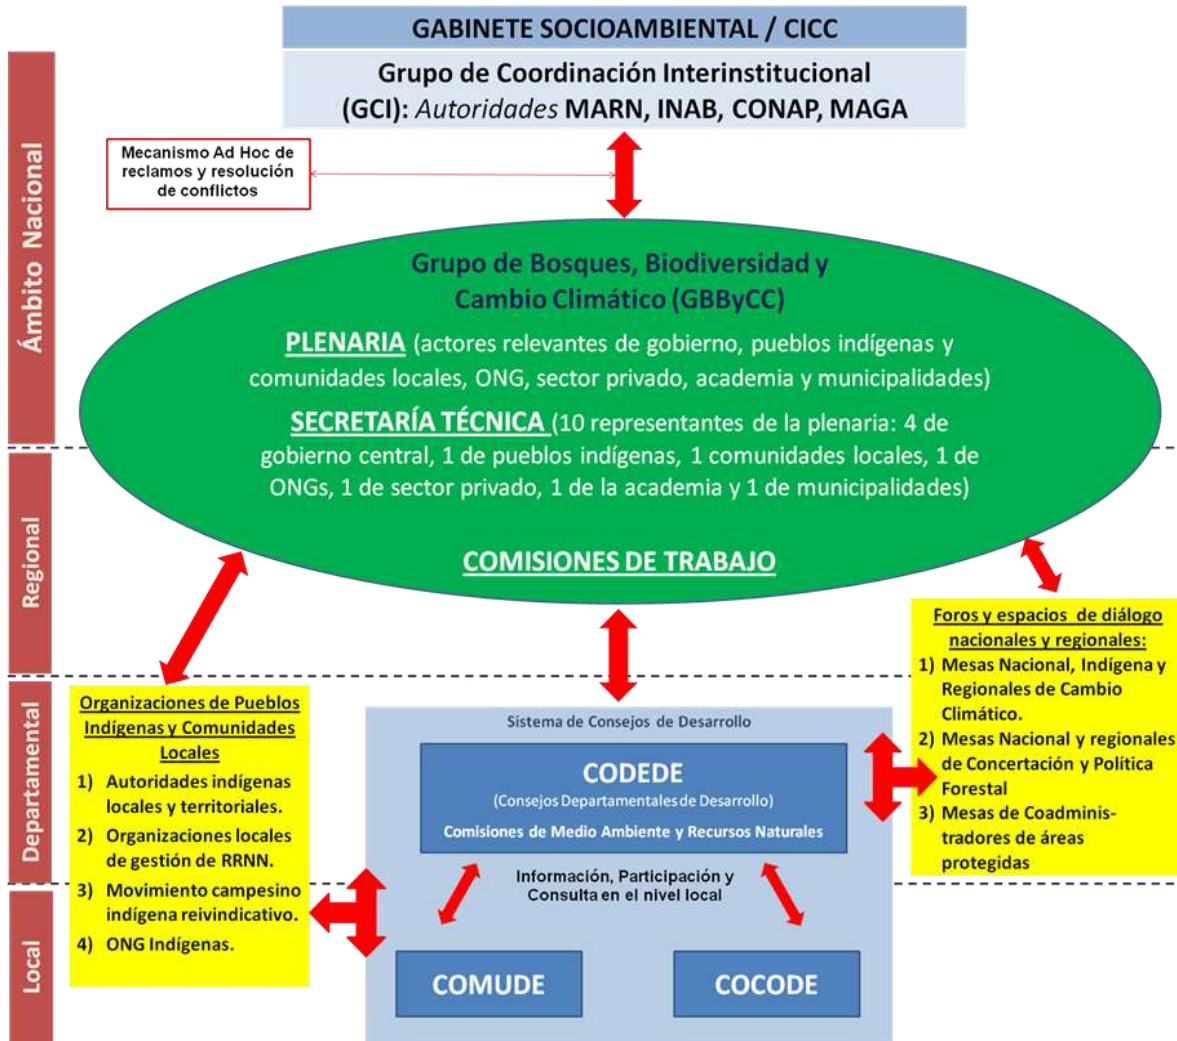 GABINETE SOCIOAMBIENTAL / CICC
Grupo de Coordinación Interinstitucional
(GCI): Autoridades MARN, INAB, CONAP, MAGA
Ámbito Nacional
Mecanismo Ad Hoc de
reclamos y resolución
de conflictos
Grupo de Bosques, Biodiversidad y
Cambio Climático (GBByCC)
PLENARIA (actores relevantes de gobierno, pueblos indígenas y
comunidades locales, ONG, sector privado, academia y municipalidades)
SECRETARÍA TÉCNICA (10 representantes de la plenaria: 4 de
gobierno central, 1 de pueblos indígenas, 1 comunidades locales, 1 de
ONGs, 1 de sector privado, 1 de la academia y 1 de municipalidades)
COMISIONES DE TRABAJO
Regional
Foros y espacios de diálogo
nacionales y regionales:
1) Mesas Nacional, Indígena y
Regionales de Cambio
Climático.
2) Mesas Nacional y regionales
de Concertación y Política
Forestal
3) Mesas de Coadminis-
tradores de áreas
protegidas
Departamental
Organizaciones de Pueblos
Indígenas y Comunidades
Locales
1) Autoridades indígenas
locales y territoriales.
2) Organizaciones locales
de gestión de RRNN.
3) Movimiento campesino
indígena reivindicativo.
4) ONG Indígenas.
Sistema de Consejos de Desarrollo
CODEDE
(Consejos Departamentales de Desarrollo)
Comisiones de Medio Ambiente y Recursos Naturales
Información, Participación y
Consulta en el nivel local
Local
COMUDE
COCODE